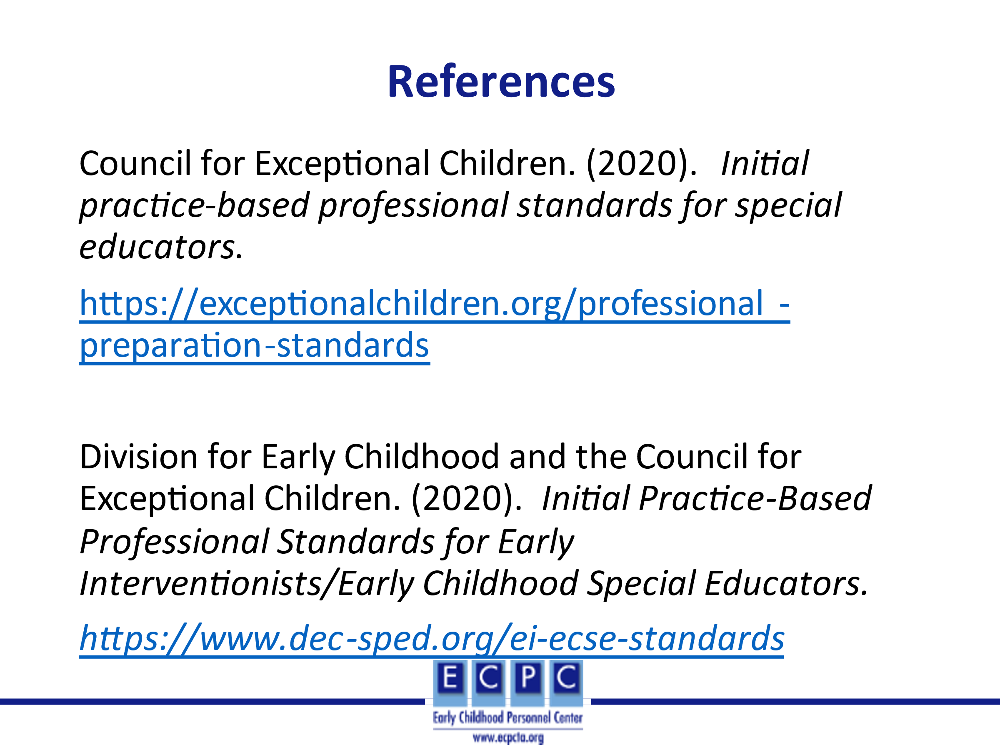 References
Council for Exceptional Children. (2020).  Initial
practice-based professional standards for special
educators.
https://exceptionalchildren.org/professional -
preparation-standards
Division for Early Childhood and the Council for
Exceptional Children. (2020).  Initial Practice-Based
Professional Standards for Early
Interventionists/Early Childhood Special Educators.
https://www.dec-sped.org/ei-ecse-standards
E C P C
Early Childhood Personnel Center
www.ecpcta.org